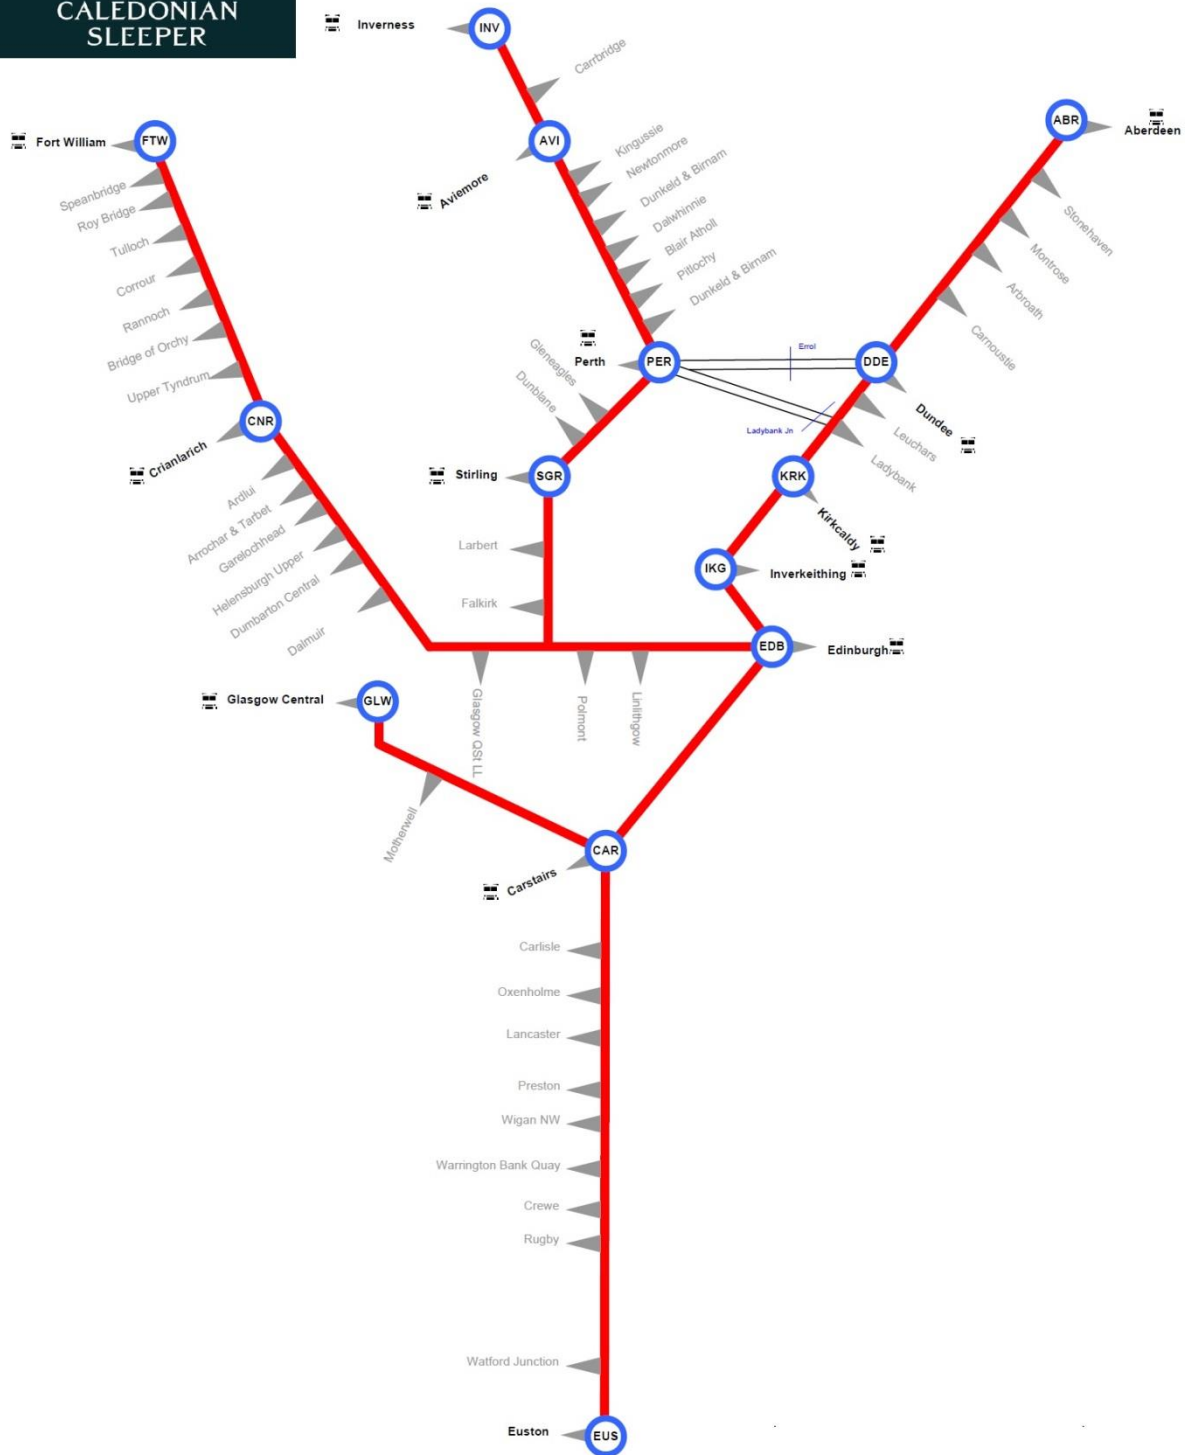 CALEDONIAN
SLEEPER
Inverness
INV
Carrbridge
Fort William
FTW
AVI
Aviemore
ABR
Aberdeen
Speanbridge
Roy Bridge
Tulloch
Corrour
Rannoch
Bridge of Orchy
Upper Tyndrum
Kingussie
Newtonmore
Dunkeld & Birnam
Dalwhinnie
Blair Atholl
Pitlochy
Dunkeld & Birnam
Stonehaven
Montrose
Arbroath
Carnoustie
Perth
PER
Errol
DDE
Dundee
Gleneagles
Dunblane
Ladybank Jn
Leuchars
Ladybank
CNR
Crianlarich
Stirling
SGR
KRK
Kirkcaldy
Ardlui
Arrochar & Tarbet
Garelochhead
Helensburgh Upper
Dumbarton Central
Dalmuir
Larbert
Falkirk
IKG
Inverkeithing
EDB
Edinburgh
Glasgow Central
GLW
Glasgow QSt LL
Polmont
Linlithgow
Motherwell
CAR
Carstairs
Carlisle
Oxenholme
Lancaster
Preston
Wigan NW
Warrington Bank Quay
Crewe
Rugby
Watford Junction
Euston
EUS